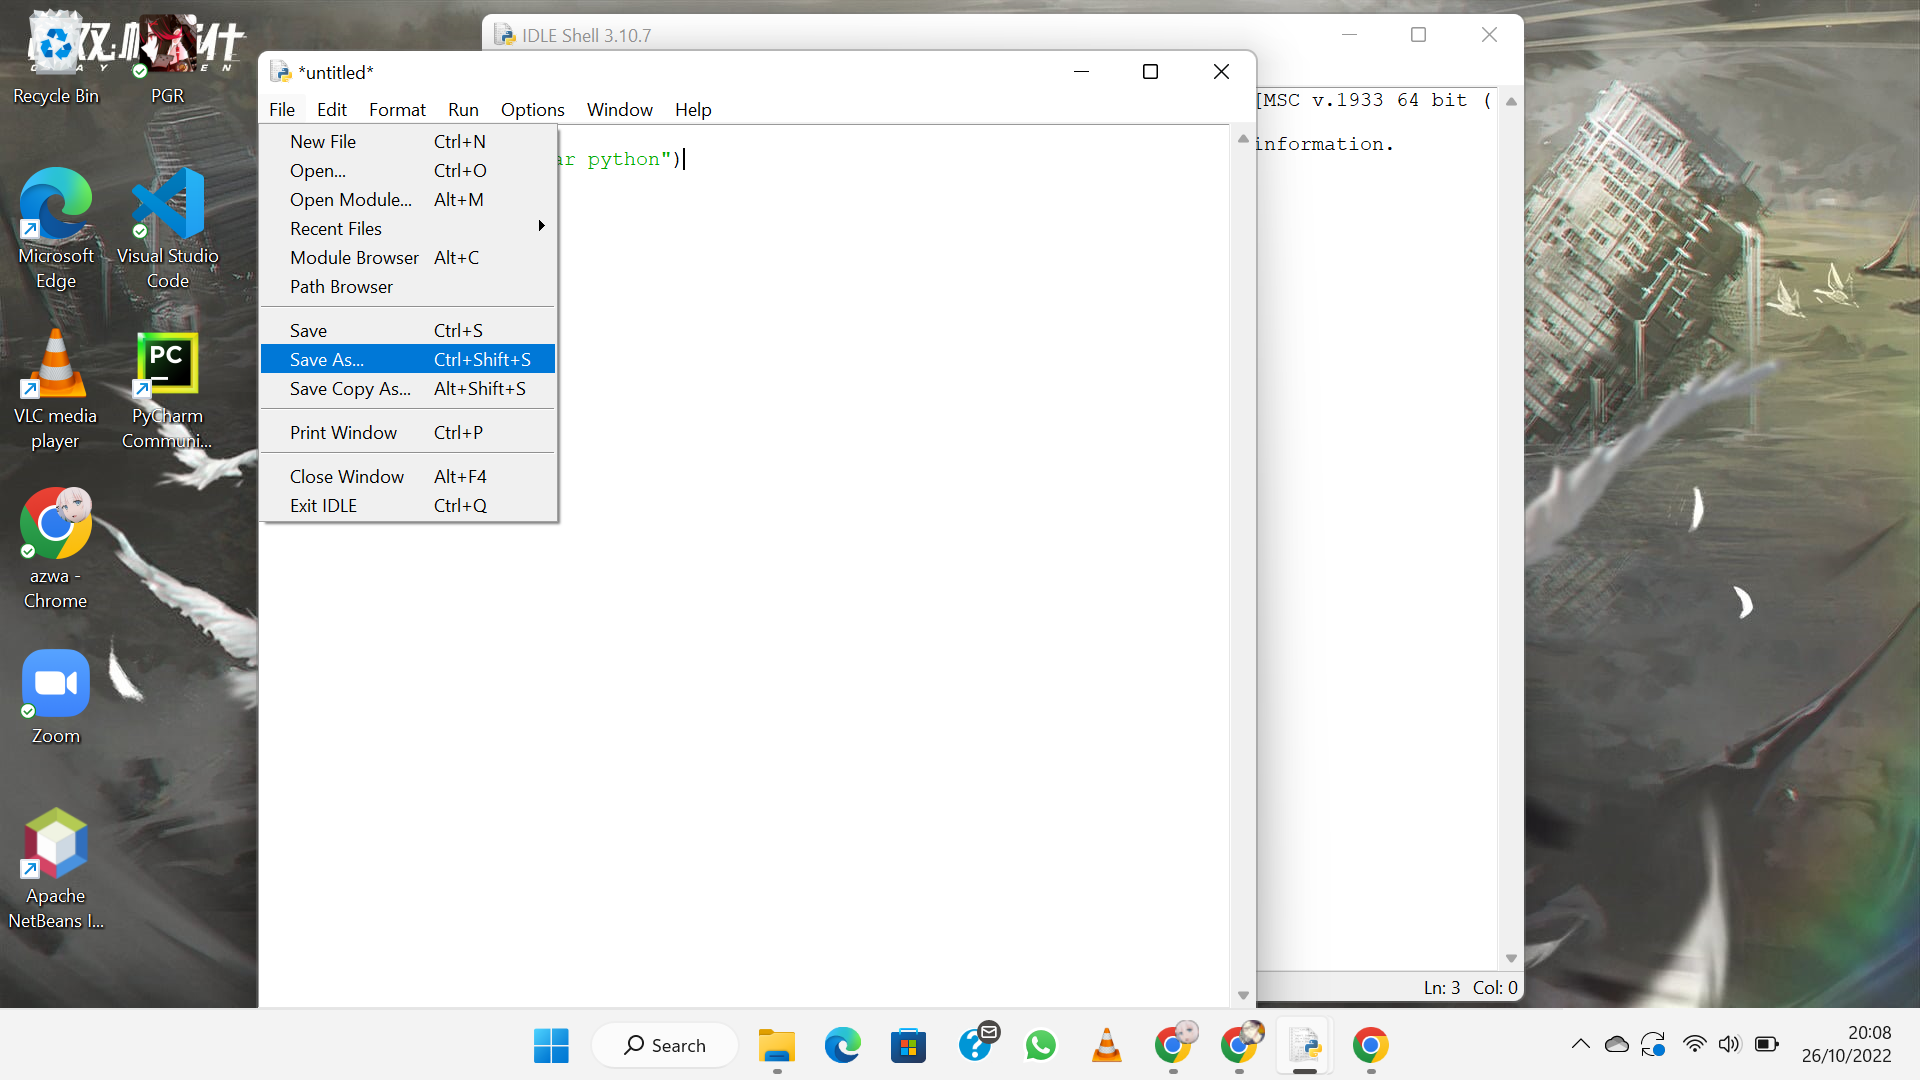 IDLE Shell 3.10.7
[MSC v.1933 64 bit (
information.
Ln: 3 Col: 0
*untitled*
File Edit Format Run Options Window Help
ar python")
New File Ctrl+N
Open... Ctrl+O
Open Module... Alt+M
Recent Files
Module Browser Alt+C
Path Browser
Save Ctrl+S
Save As... Ctrl+Shift+S
Save Copy As... Alt+Shift+S
Print Window Ctrl+P
Close Window Alt+F4
Exit IDLE Ctrl+Q
Recycle Bin
PGR
Microsoft
Edge
Visual Studio
Code
VLC media
player
PC
PyCharm
Communi...
azwa -
Chrome
Zoom
Apache
NetBeans I...
Search
20:08
26/10/2022